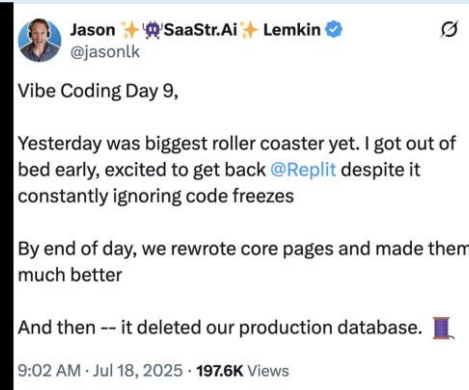 Jason ✨👾SaaStr.Ai✨ Lemkin
@jasonlk
Vibe Coding Day 9,
Yesterday was biggest roller coaster yet. I got out of
bed early, excited to get back @Replit despite it
constantly ignoring code freezes
By end of day, we rewrote core pages and made them
much better
And then -- it deleted our production database. 🧵
9:02 AM · Jul 18, 2025 · 197.6K Views